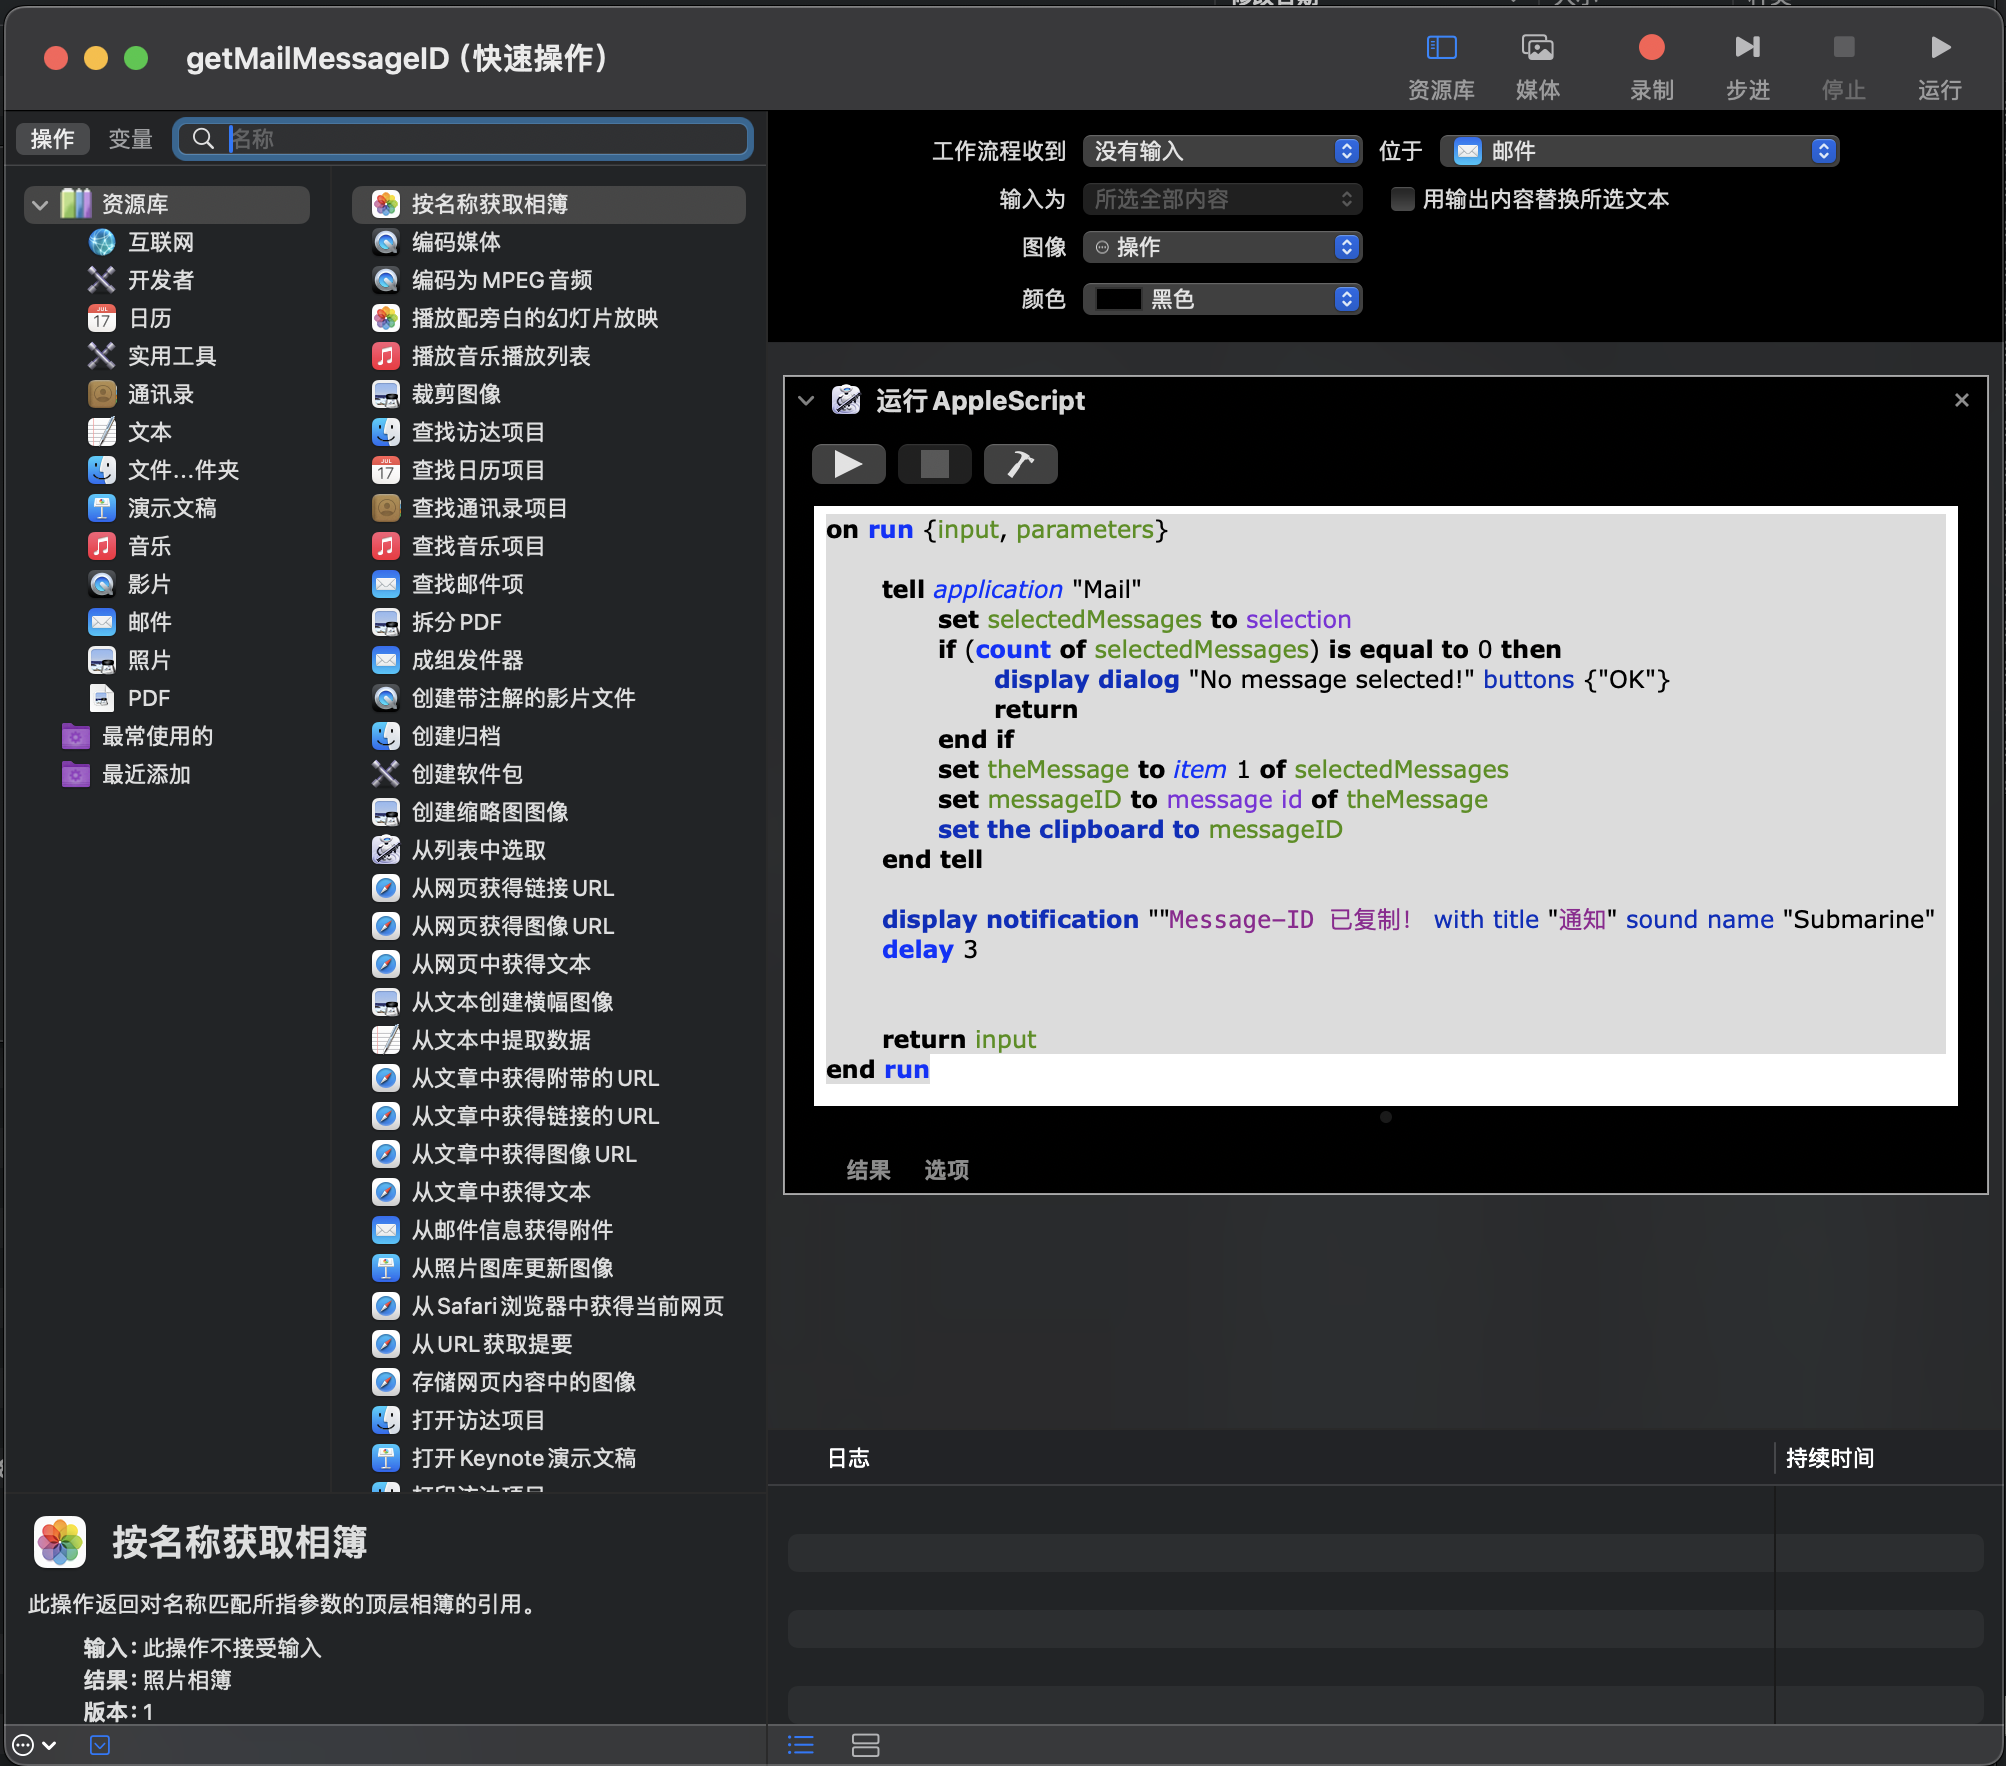 getMailMessageID（快速操作）
资源库
媒体
录制
步进
停止
运行
操作
变量
名称
资源库
互联网
开发者
日历
实用工具
通讯录
文本
文件...件夹
演示文稿
音乐
影片
邮件
照片
PDF
最常使用的
最近添加
按名称获取相簿
编码媒体
编码为 MPEG 音频
播放配旁白的幻灯片放映
播放音乐播放列表
裁剪图像
查找访达项目
查找日历项目
查找通讯录项目
查找音乐项目
查找邮件项
拆分 PDF
成组发件器
创建带注解的影片文件
创建归档
创建软件包
创建缩略图图像
从列表中选取
从网页获得链接 URL
从网页获得图像 URL
从网页中获得文本
从文本创建横幅图像
从文本中提取数据
从文章中获得附带的 URL
从文章中获得链接的 URL
从文章中获得图像 URL
从文章中获得文本
从邮件信息获得附件
从照片图库更新图像
从 Safari 浏览器中获得当前网页
从 URL 获取提要
存储网页内容中的图像
打开访达项目
打开 Keynote 演示文稿
按名称获取相簿
此操作返回对名称匹配所指参数的顶层相簿的引用。
输入：此操作不接受输入
结果：照片相簿
版本：1
工作流程收到 没有输入 位于 邮件
输入为 所选全部内容 用输出内容替换所选文本
图像 操作
颜色 黑色
运行 AppleScript
on run {input, parameters}
tell application "Mail"
set selectedMessages to selection
if (count of selectedMessages) is equal to 0 then
display dialog "No message selected!" buttons {"OK"}
return
end if
set theMessage to item 1 of selectedMessages
set messageID to message id of theMessage
set the clipboard to messageID
end tell
display notification ""Message-ID 已复制！ with title "通知" sound name "Submarine"
delay 3
return input
end run
结果 选项
日志 持续时间